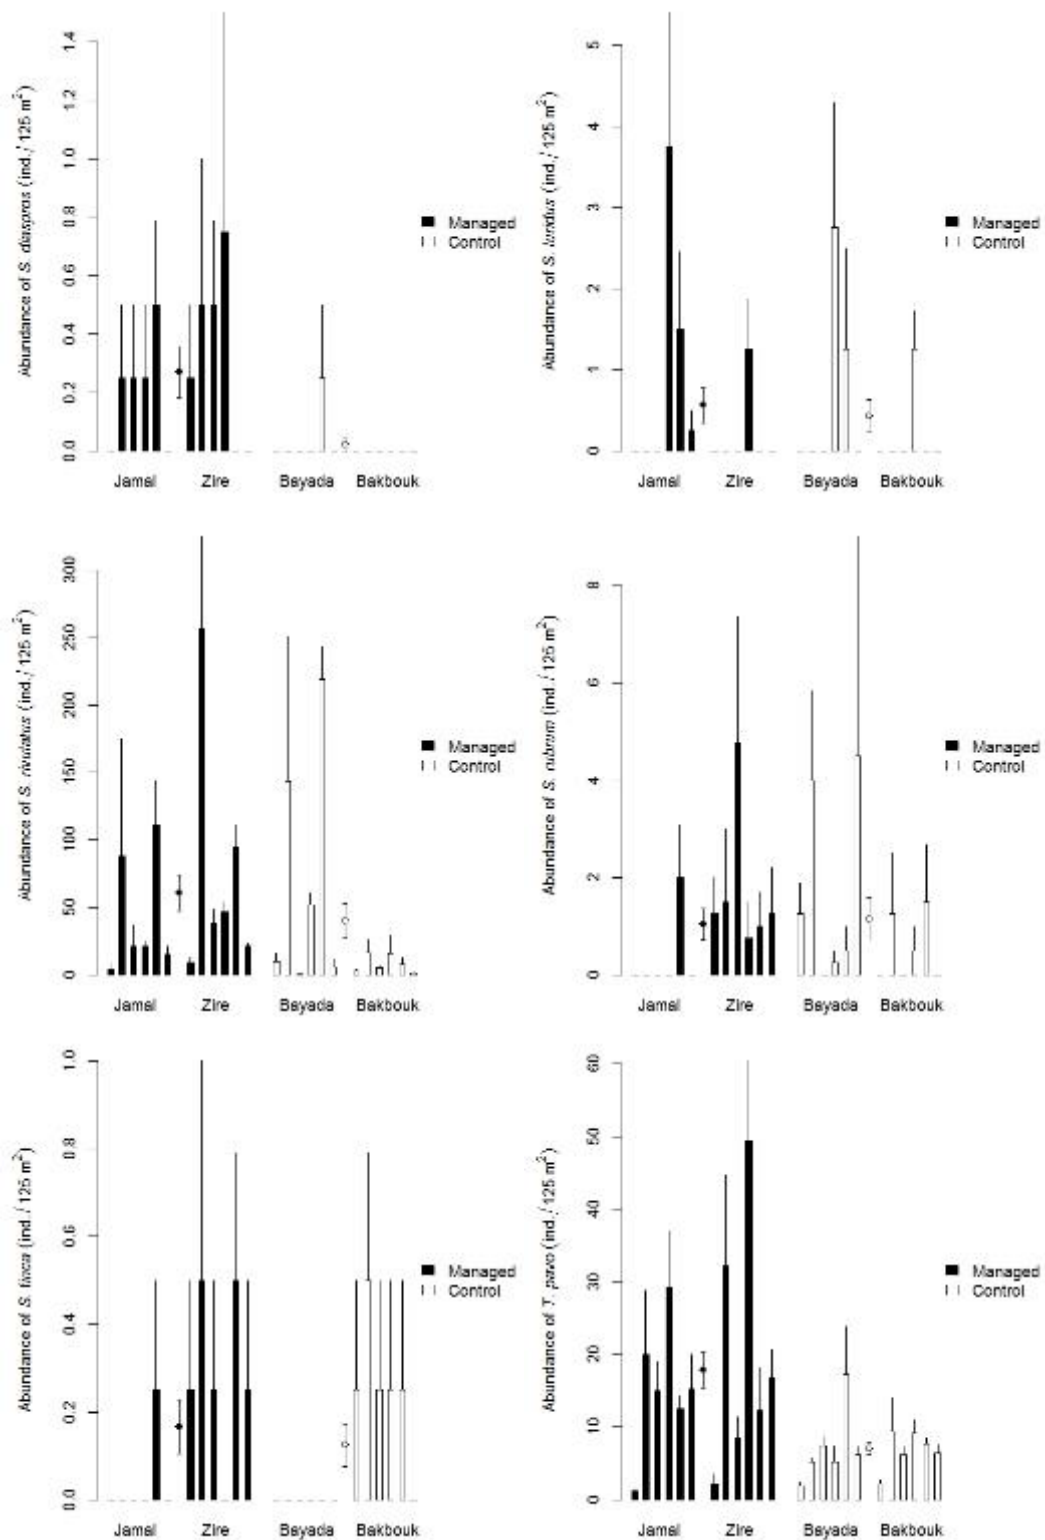 Abundance of S. diaspros (ind./ 125 m²)
1.4
1.2
1.0
0.8
0.6
0.4
0.2
0.0
Managed
Control
Jamal Zire Bayada Bakbouk
Abundance of S. luridus (ind./ 125 m²)
5
4
3
2
1
0
Managed
Control
Jamal Zire Bayada Bakbouk
Abundance of S. rivulatus (ind./ 125 m²)
300
250
200
150
100
50
0
Managed
Control
Jamal Zire Bayada Bakbouk
Abundance of S. rubrum (ind./ 125 m²)
8
6
4
2
0
Managed
Control
Jamal Zire Bayada Bakbouk
Abundance of S. tinca (ind./ 125 m²)
1.0
0.8
0.6
0.4
0.2
0.0
Managed
Control
Jamal Zire Bayada Bakbouk
Abundance of T. pavo (ind./ 125 m²)
60
50
40
30
20
10
0
Managed
Control
Jamal Zire Bayada Bakbouk